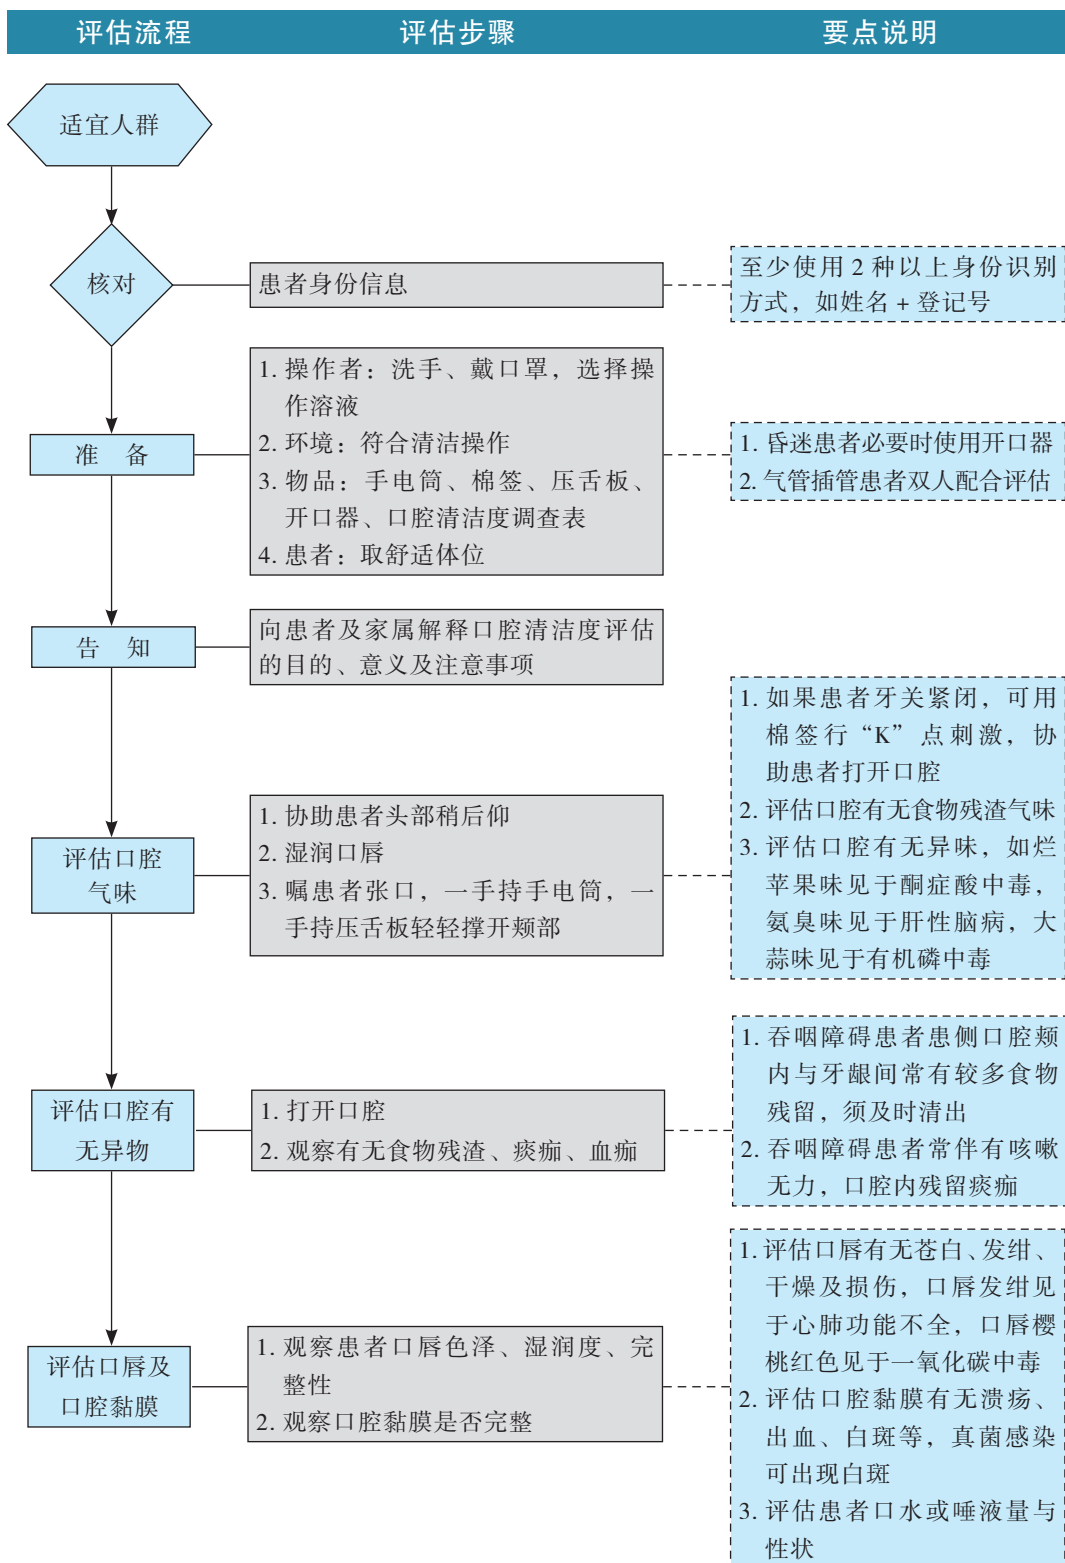 评估流程 评估步骤 要点说明
适宜人群
核对
患者身份信息
至少使用 2 种以上身份识别
方式，如姓名 + 登记号
准 备
1. 操作者：洗手、戴口罩，选择操
作溶液
2. 环境：符合清洁操作
3. 物品：手电筒、棉签、压舌板、
开口器、口腔清洁度调查表
4. 患者：取舒适体位
1. 昏迷患者必要时使用开口器
2. 气管插管患者双人配合评估
告 知
向患者及家属解释口腔清洁度评估
的目的、意义及注意事项
评估口腔
气味
1. 协助患者头部稍后仰
2. 湿润口唇
3. 嘱患者张口，一手持手电筒，一
手持压舌板轻轻撑开颊部
1. 如果患者牙关紧闭，可用
棉签行“K”点刺激，协
助患者打开口腔
2. 评估口腔有无食物残渣气味
3. 评估口腔有无异味，如烂
苹果味见于酮症酸中毒，
氨臭味见于肝性脑病，大
蒜味见于有机磷中毒
评估口腔有
无异物
1. 打开口腔
2. 观察有无食物残渣、痰痂、血痂
1. 吞咽障碍患者患侧口腔颊
内与牙龈间常有较多食物
残留，须及时清出
2. 吞咽障碍患者常伴有咳嗽
无力，口腔内残留痰痂
评估口唇及
口腔黏膜
1. 观察患者口唇色泽、湿润度、完
整性
2. 观察口腔黏膜是否完整
1. 评估口唇有无苍白、发绀、
干燥及损伤，口唇发绀见
于心肺功能不全，口唇樱
桃红色见于一氧化碳中毒
2. 评估口腔黏膜有无溃疡、
出血、白斑等，真菌感染
可出现白斑
3. 评估患者口水或唾液量与
性状